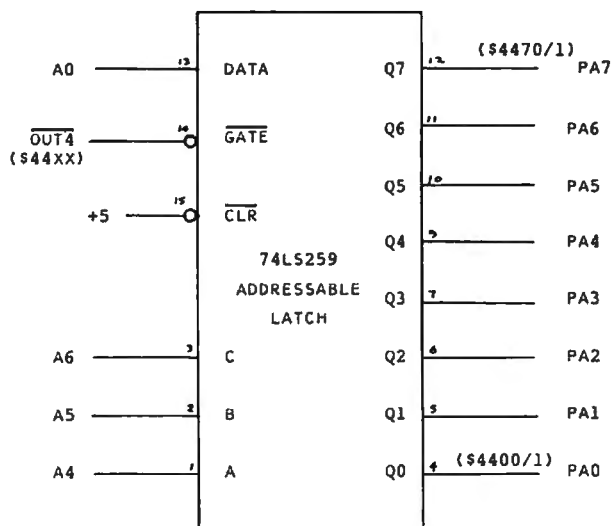 ($4470/1)
A0 13 DATA Q7 12 PA7
OUT4 14 GATE Q6 11 PA6
($44XX)
Q5 10 PA5
+5 15 CLR
Q4 9 PA4
74LS259
ADDRESSABLE
Q3 7 PA3
LATCH
A6 3 C Q2 6 PA2
A5 2 B Q1 5 PA1
($4400/1)
A4 1 A Q0 4 PA0